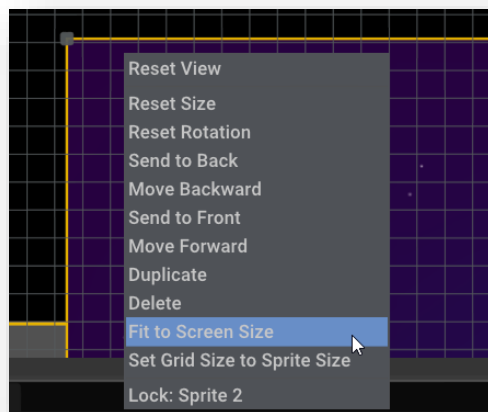 Reset View
Reset Size
Reset Rotation
Send to Back
Move Backward
Send to Front
Move Forward
Duplicate
Delete
Fit to Screen Size
Set Grid Size to Sprite Size
Lock: Sprite 2